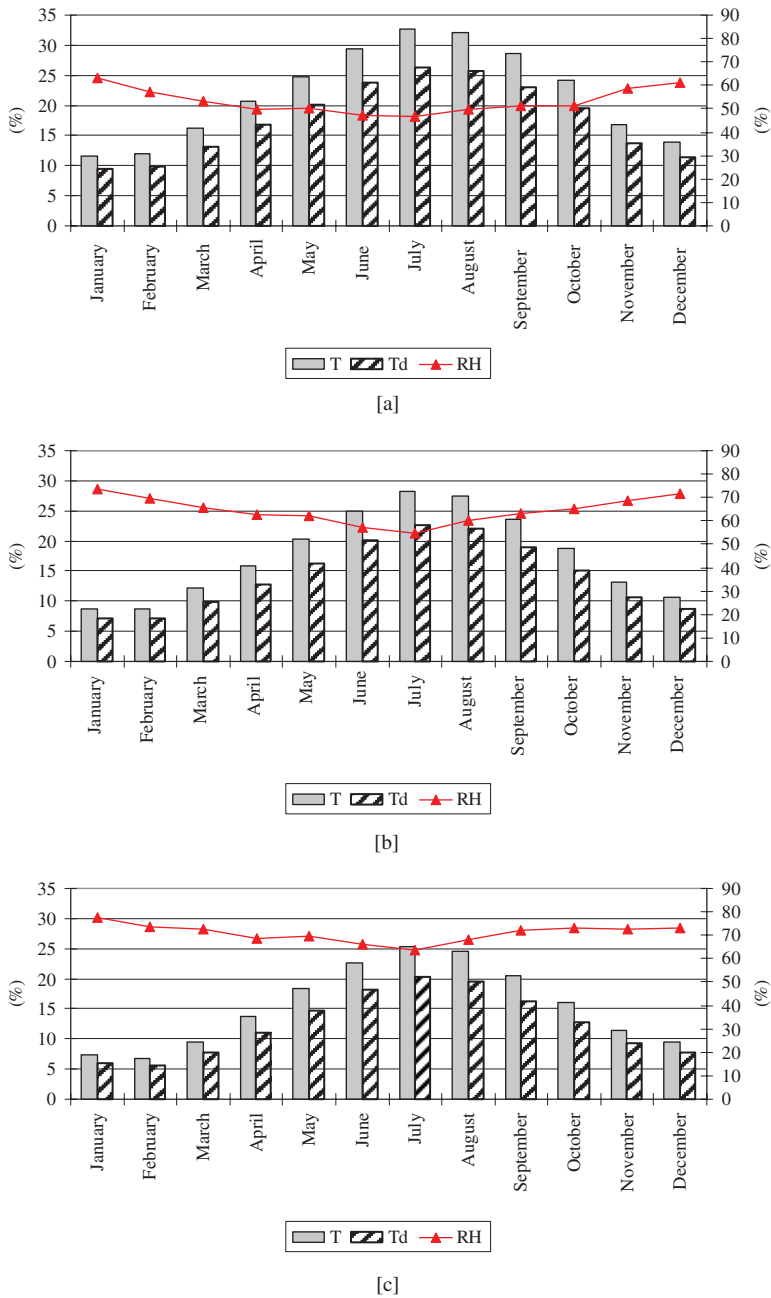 35
30
25
20
15
10
5
0
(%)
90
80
70
60
50
40
30
20
10
0
(%)
January
February
March
April
May
June
July
August
September
October
November
December
T Td RH
[a]
35
30
25
20
15
10
5
0
(%)
90
80
70
60
50
40
30
20
10
0
(%)
January
February
March
April
May
June
July
August
September
October
November
December
T Td RH
[b]
35
30
25
20
15
10
5
0
(%)
90
80
70
60
50
40
30
20
10
0
(%)
January
February
March
April
May
June
July
August
September
October
November
December
T Td RH
[c]